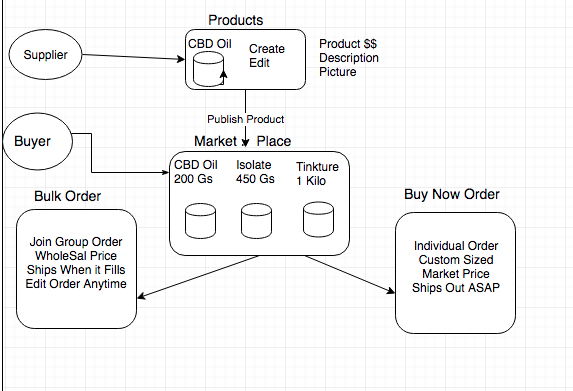 Products
Supplier
CBD Oil
Create
Edit
Product $$
Description
Picture
Publish Product
Buyer
Market Place
CBD Oil
200 Gs
Isolate
450 Gs
Tinkture
1 Kilo
Bulk Order
Join Group Order
WholeSal Price
Ships When it Fills
Edit Order Anytime
Buy Now Order
Individual Order
Custom Sized
Market Price
Ships Out ASAP